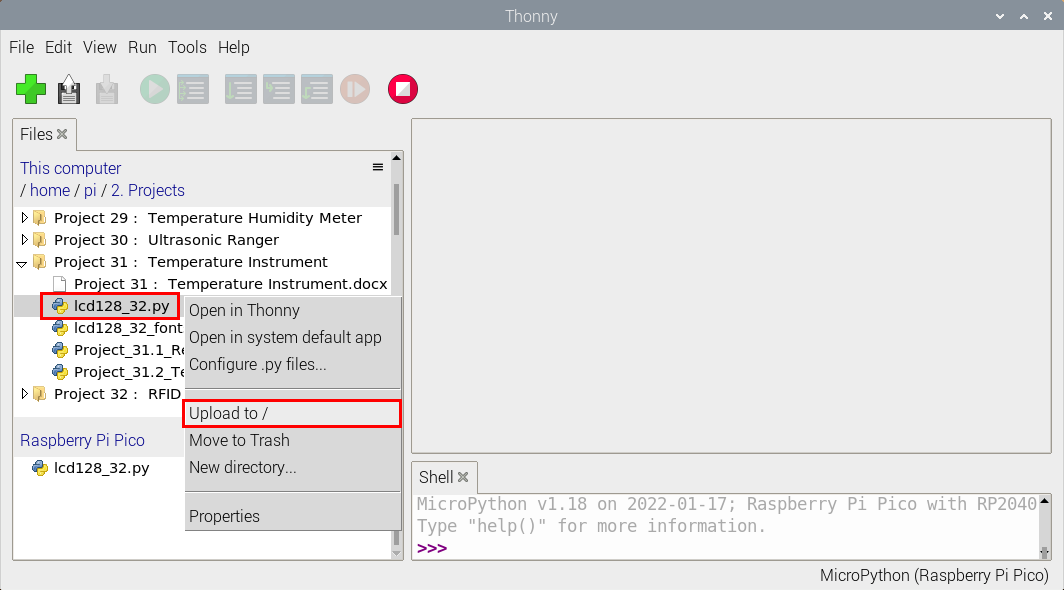 Thonny
File Edit View Run Tools Help
Files
This computer
/ home / pi / 2. Projects
Project 29 : Temperature Humidity Meter
Project 30 : Ultrasonic Ranger
Project 31 : Temperature Instrument
Project 31 : Temperature Instrument.docx
lcd128_32.py
lcd128_32_font
Project_31.1_Re
Project_31.2_Te
Project 32 : RFID
Open in Thonny
Open in system default app
Configure .py files...
Upload to /
Move to Trash
New directory...
Properties
Raspberry Pi Pico
lcd128_32.py
Shell
MicroPython v1.18 on 2022-01-17; Raspberry Pi Pico with RP2040
Type "help()" for more information.
>>>
MicroPython (Raspberry Pi Pico)